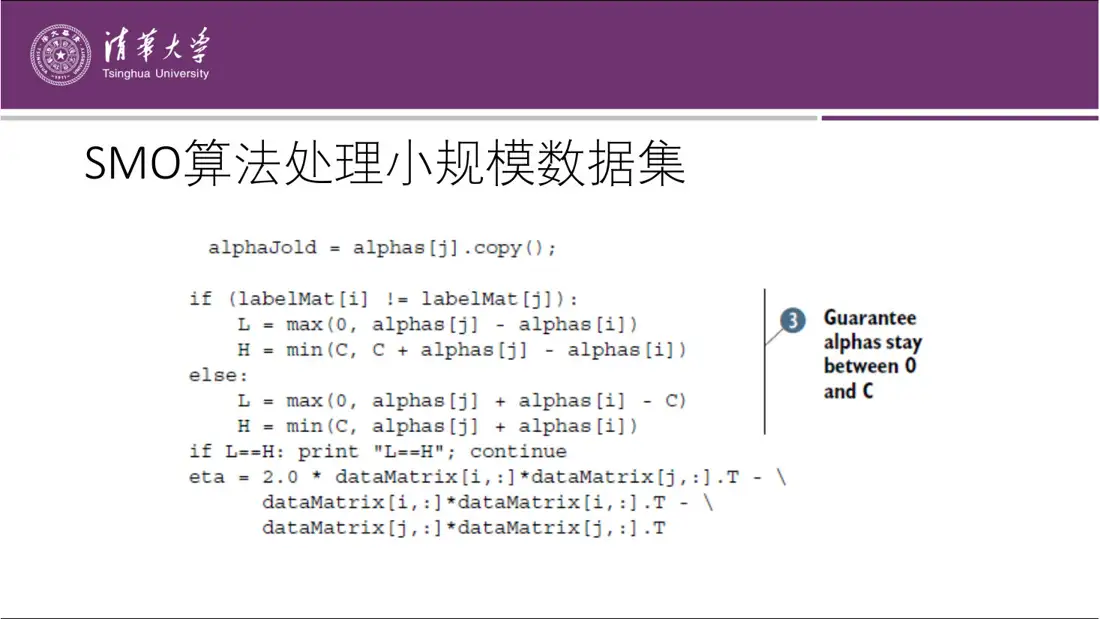 清华大学
Tsinghua University
SMO算法处理小规模数据集
alphaJold = alphas[j].copy();
if (labelMat[i] != labelMat[j]):
    L = max(0, alphas[j] - alphas[i])
    H = min(C, C + alphas[j] - alphas[i])
else:
    L = max(0, alphas[j] + alphas[i] - C)
    H = min(C, alphas[j] + alphas[i])
if L==H: print "L==H"; continue
eta = 2.0 * dataMatrix[i,:]*dataMatrix[j,:].T - \
      dataMatrix[i,:]*dataMatrix[i,:].T - \
      dataMatrix[j,:]*dataMatrix[j,:].T
3 Guarantee
alphas stay
between 0
and C